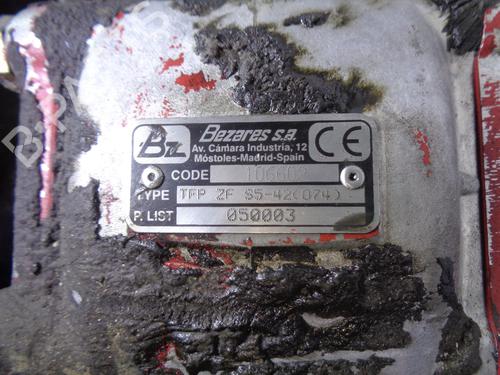 Bz
Bezares s.a.
Av. Cámara Industria, 12
Móstoles-Madrid-Spain
CE
CODE
TYPE TFP ZF S5-42(074)
P. LIST 050003